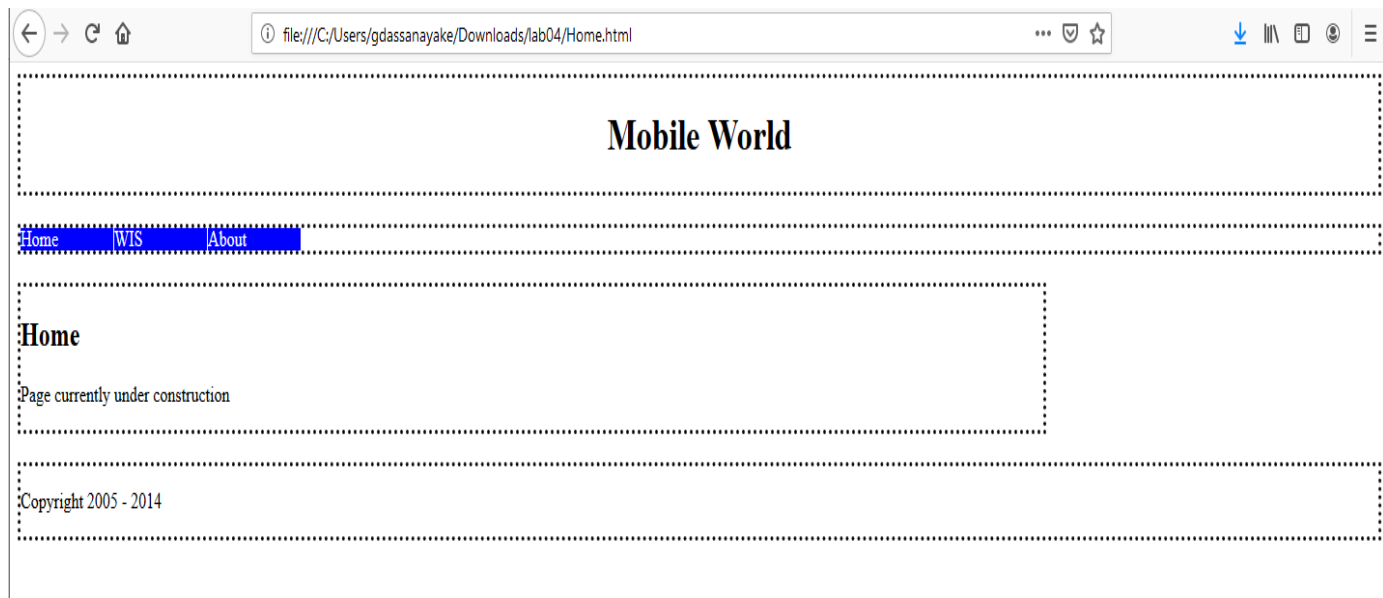 file:///C:/Users/gdassanayake/Downloads/lab04/Home.html
Mobile World
Home WIS About
Home
Page currently under construction
Copyright 2005 - 2014